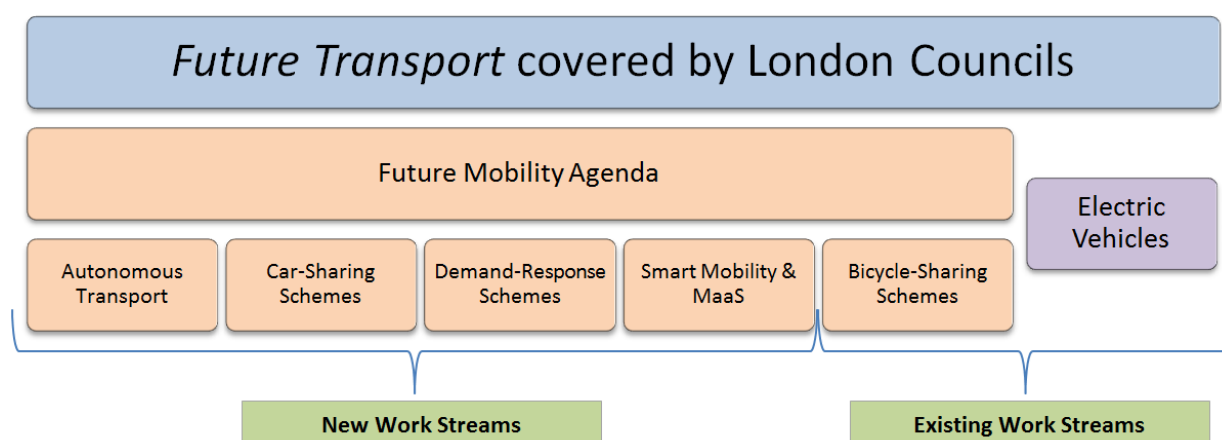 Future Transport covered by London Councils
Future Mobility Agenda
Electric
Vehicles
Autonomous
Transport
Car-Sharing
Schemes
Demand-Response
Schemes
Smart Mobility &
MaaS
Bicycle-Sharing
Schemes
New Work Streams
Existing Work Streams